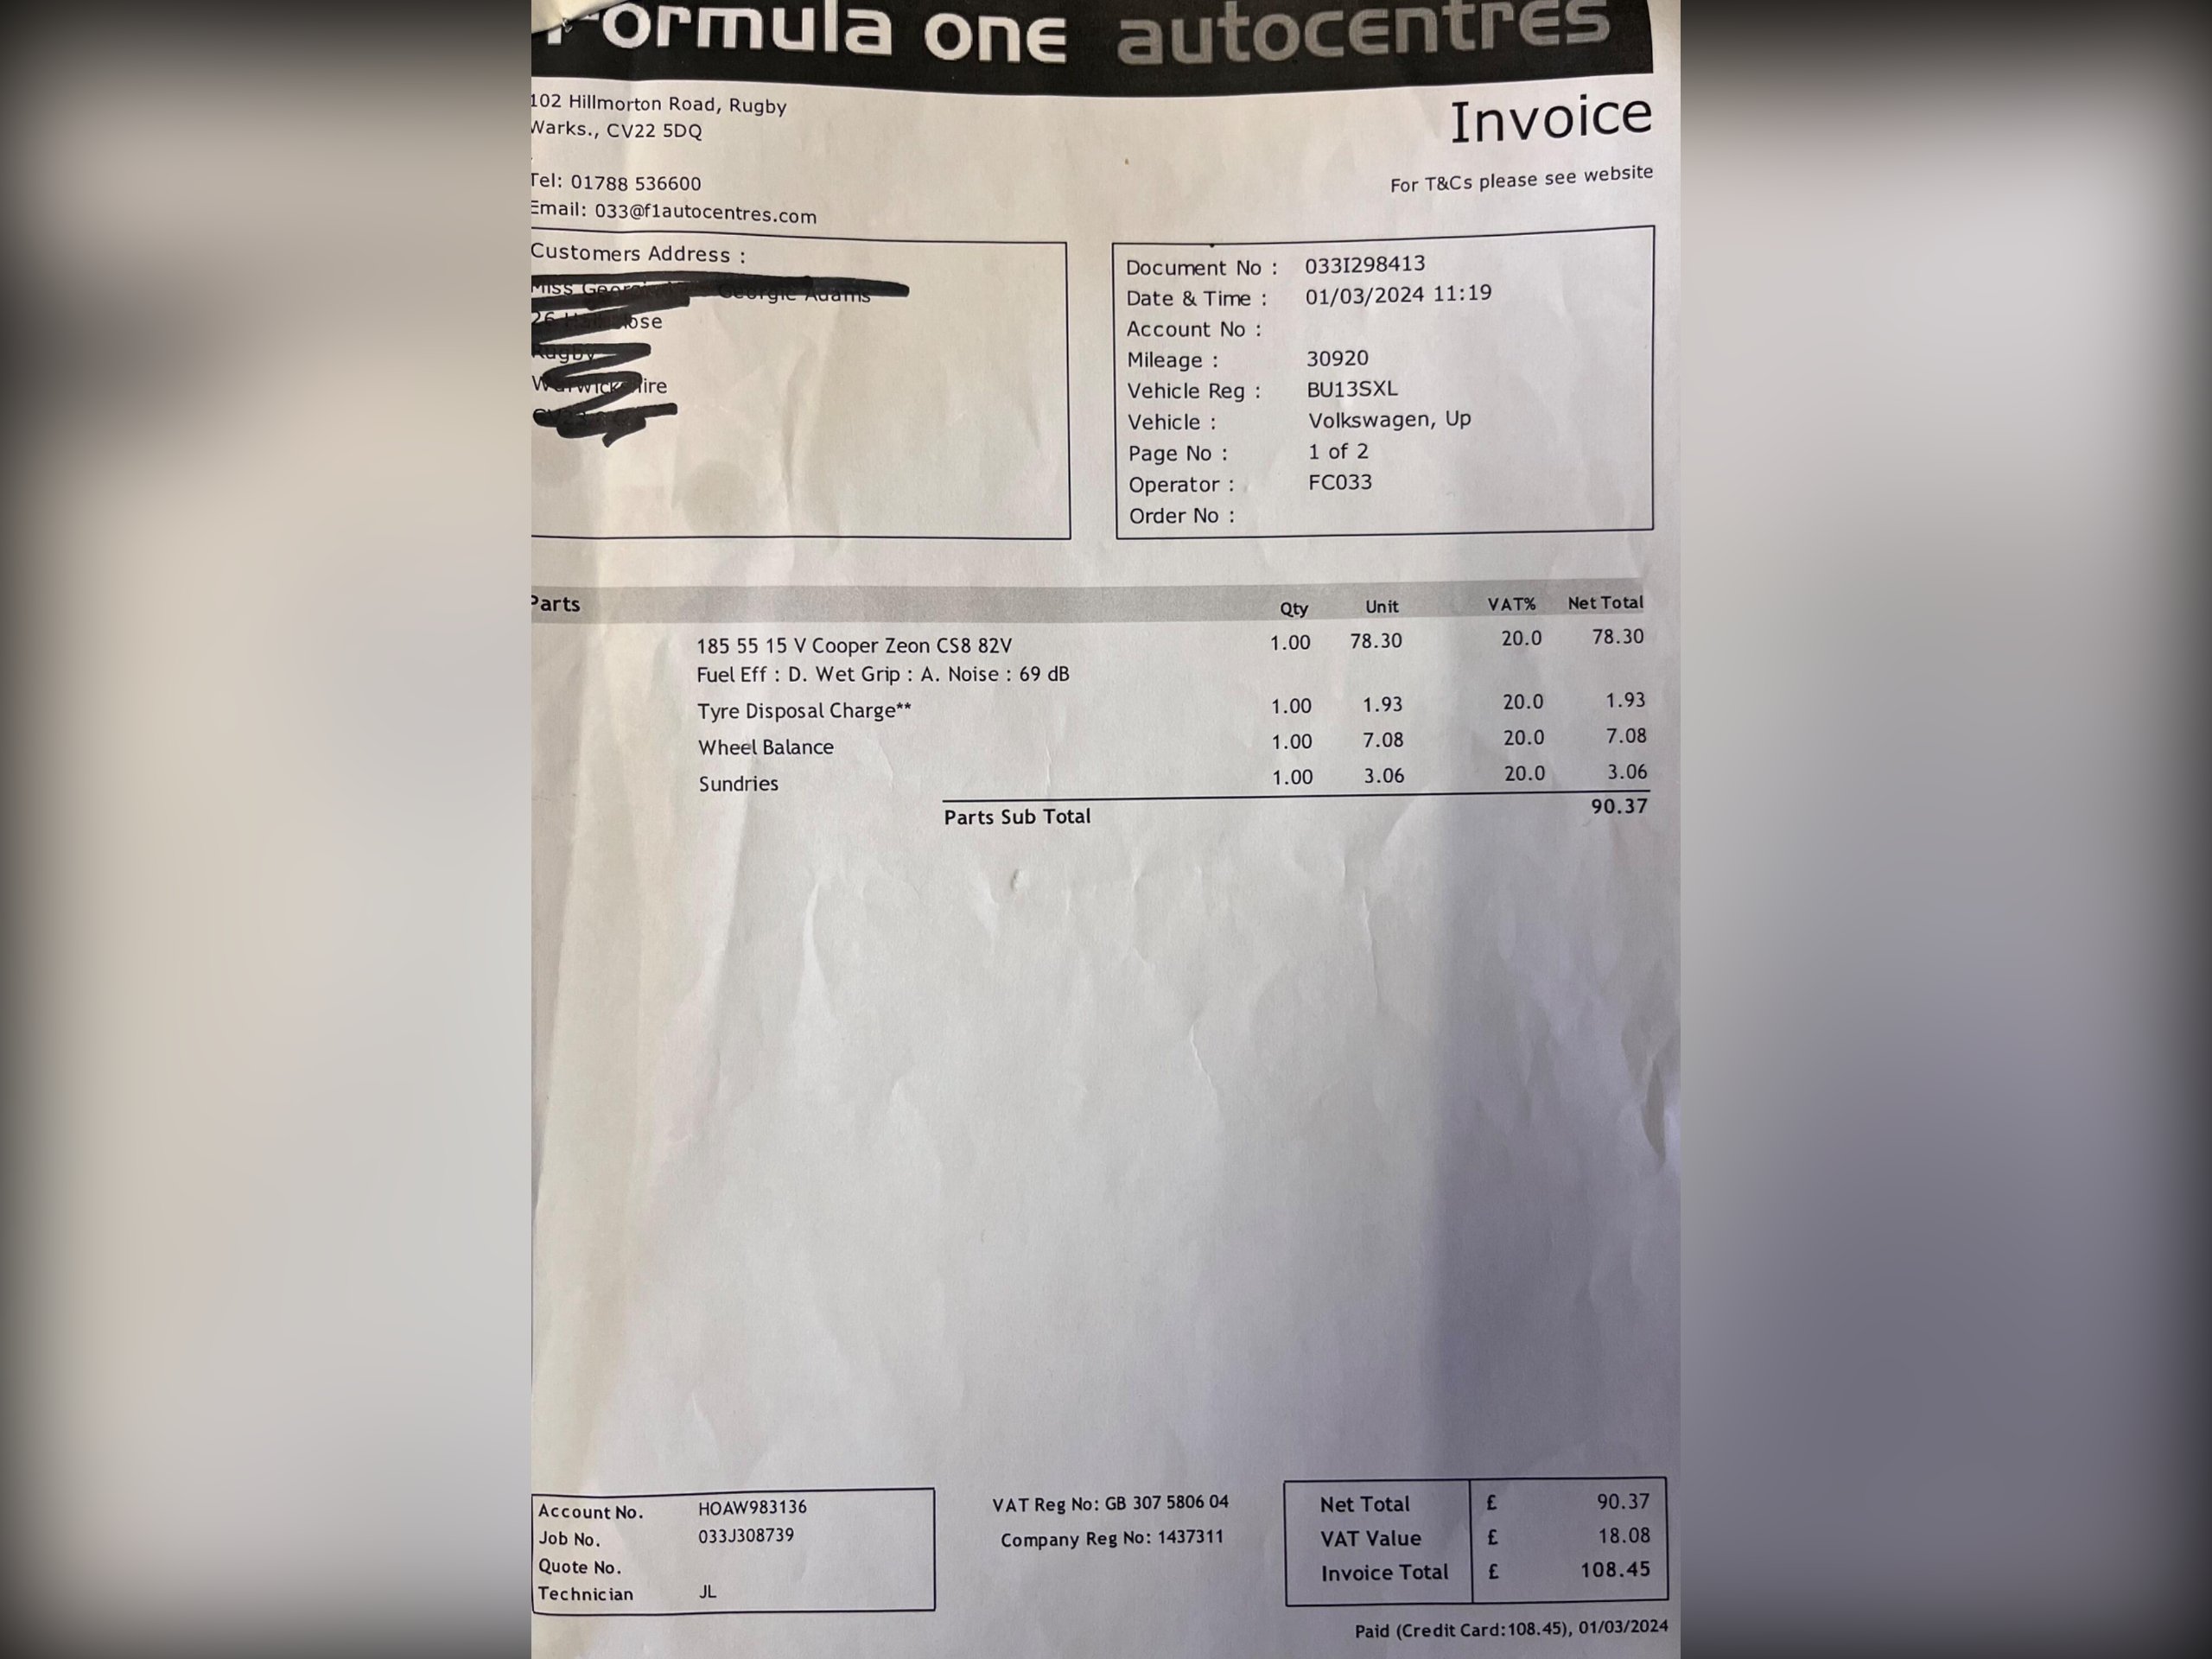 Formula one autocentres
102 Hillmorton Road, Rugby
Warks., CV22 5DQ
Tel: 01788 536600
Email: 033@f1autocentres.com
Invoice
For T&Cs please see website
Customers Address :
Document No : 033I298413
Date & Time : 01/03/2024 11:19
Account No :
Mileage : 30920
Vehicle Reg : BU13SXL
Vehicle : Volkswagen, Up
Page No : 1 of 2
Operator : FC033
Order No :
Parts Qty Unit VAT% Net Total
185 55 15 V Cooper Zeon CS8 82V 1.00 78.30 20.0 78.30
Fuel Eff : D. Wet Grip : A. Noise : 69 dB
Tyre Disposal Charge** 1.00 1.93 20.0 1.93
Wheel Balance 1.00 7.08 20.0 7.08
Sundries 1.00 3.06 20.0 3.06
Parts Sub Total 90.37
Account No. HOAW983136
Job No. 033J308739
Quote No.
Technician JL
VAT Reg No: GB 307 5806 04
Company Reg No: 1437311
Net Total £ 90.37
VAT Value £ 18.08
Invoice Total £ 108.45
Paid (Credit Card:108.45), 01/03/2024